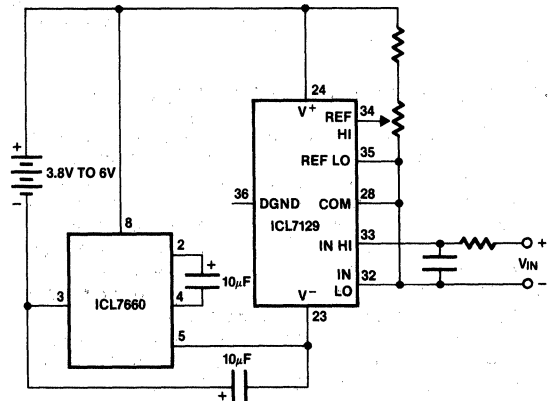 24
V+
34
REF
HI
+
3.8V TO 6V
-
35
REF LO
36
DGND
28
COM
ICL7129
8
33
IN HI
+
2
+
10μF
VIN
3
ICL7660
4
IN
LO
32
-
V-
5
23
10μF
+